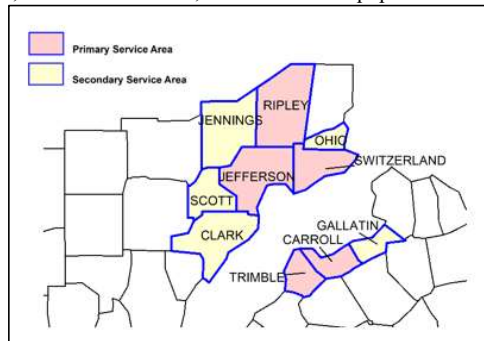 Primary Service Area
Secondary Service Area
RIPLEY
JENNINGS
OHIO
SWITZERLAND
JEFFERSON
SCOTT
GALLATIN
CLARK
CARROLL
TRIMBLE